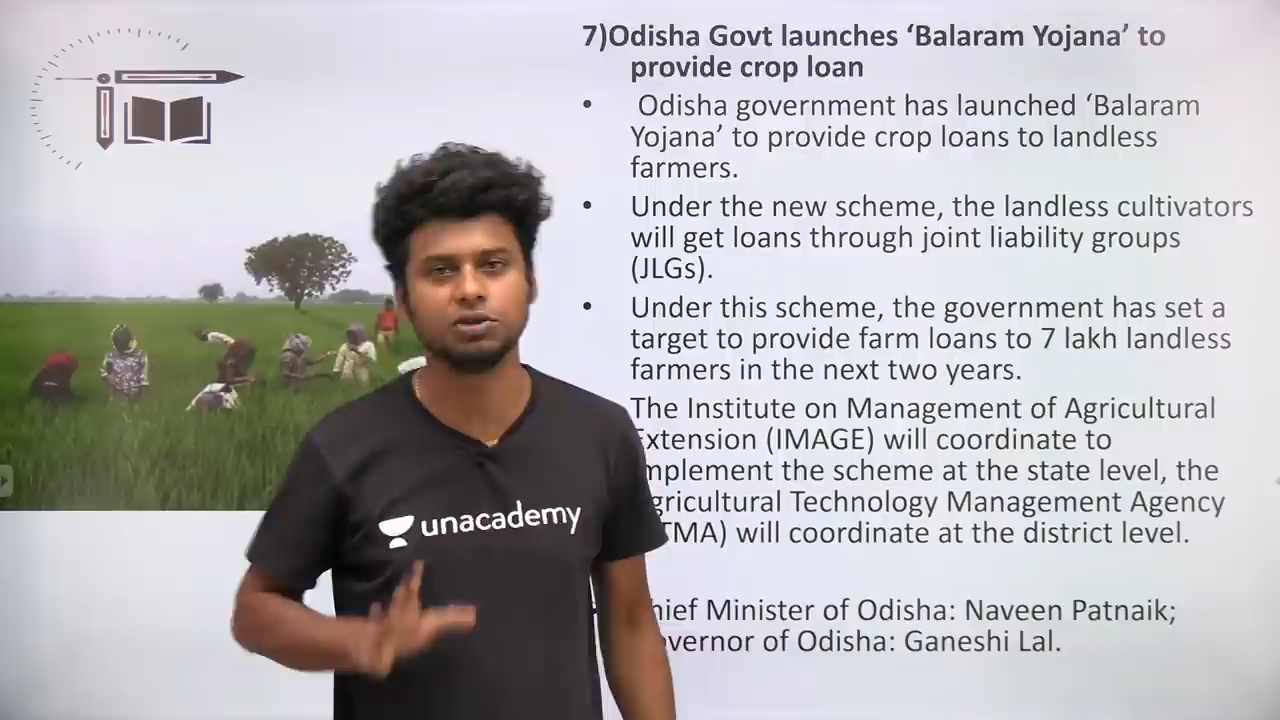 7)Odisha Govt launches ‘Balaram Yojana’ to
provide crop loan
• Odisha government has launched ‘Balaram
Yojana’ to provide crop loans to landless
farmers.
• Under the new scheme, the landless cultivators
will get loans through joint liability groups
(JLGs).
• Under this scheme, the government has set a
target to provide farm loans to 7 lakh landless
farmers in the next two years.
The Institute on Management of Agricultural
xtension (IMAGE) will coordinate to
mplement the scheme at the state level, the
gricultural Technology Management Agency
TMA) will coordinate at the district level.
hief Minister of Odisha: Naveen Patnaik;
vernor of Odisha: Ganeshi Lal.
unacademy